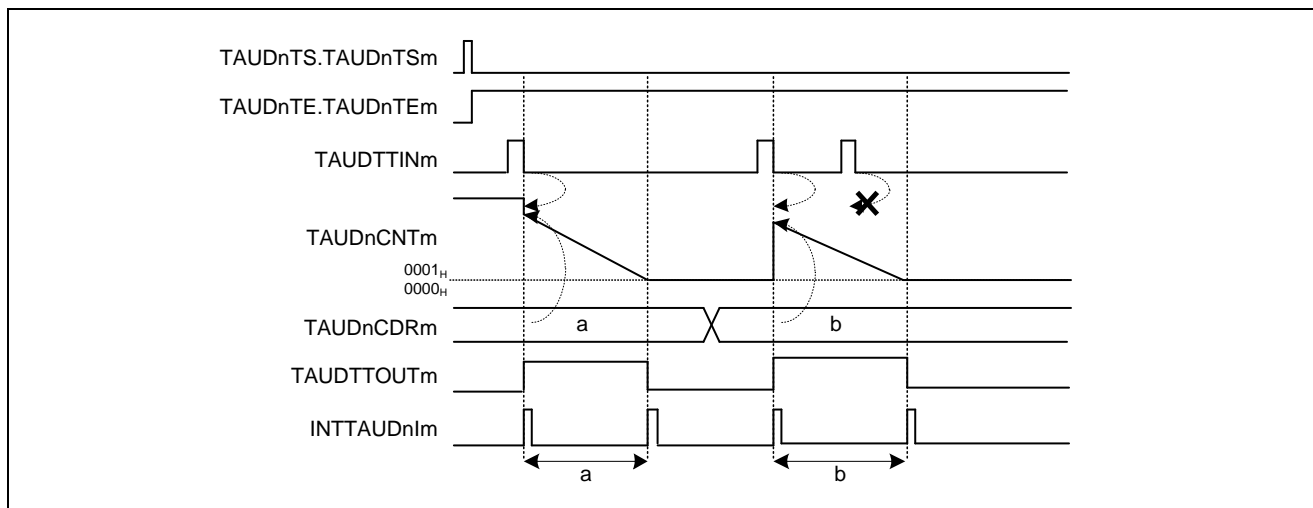 TAUDnTS.TAUDnTSm
TAUDnTE.TAUDnTEm
TAUDTTINm
TAUDnCNTm
0001H
0000H
TAUDnCDRm
a
b
TAUDTTOUTm
INTTAUDnIm
a
b